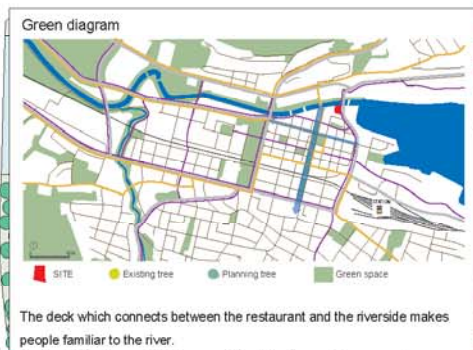 Green diagram
STATION
SITE
Existing tree
Planning tree
Green space
The deck which connects between the restaurant and the riverside makes
people familiar to the river.